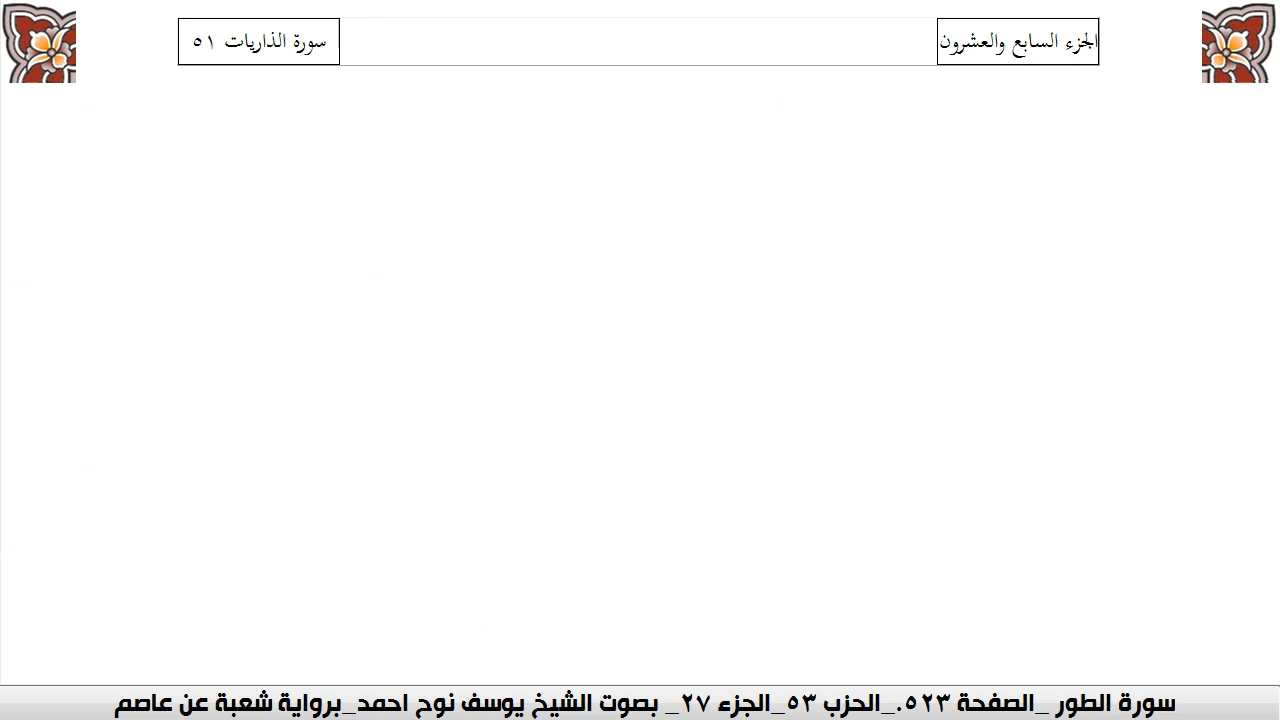 الجزء السابع والعشرون
سورة الذاريات ٥١
سورة الطور _الصفحة ٥٢٣._الحزب ٥٣_الجزء ٢٧_ بصوت الشيخ يوسف نوح احمد_برواية شعبة عن عاصم